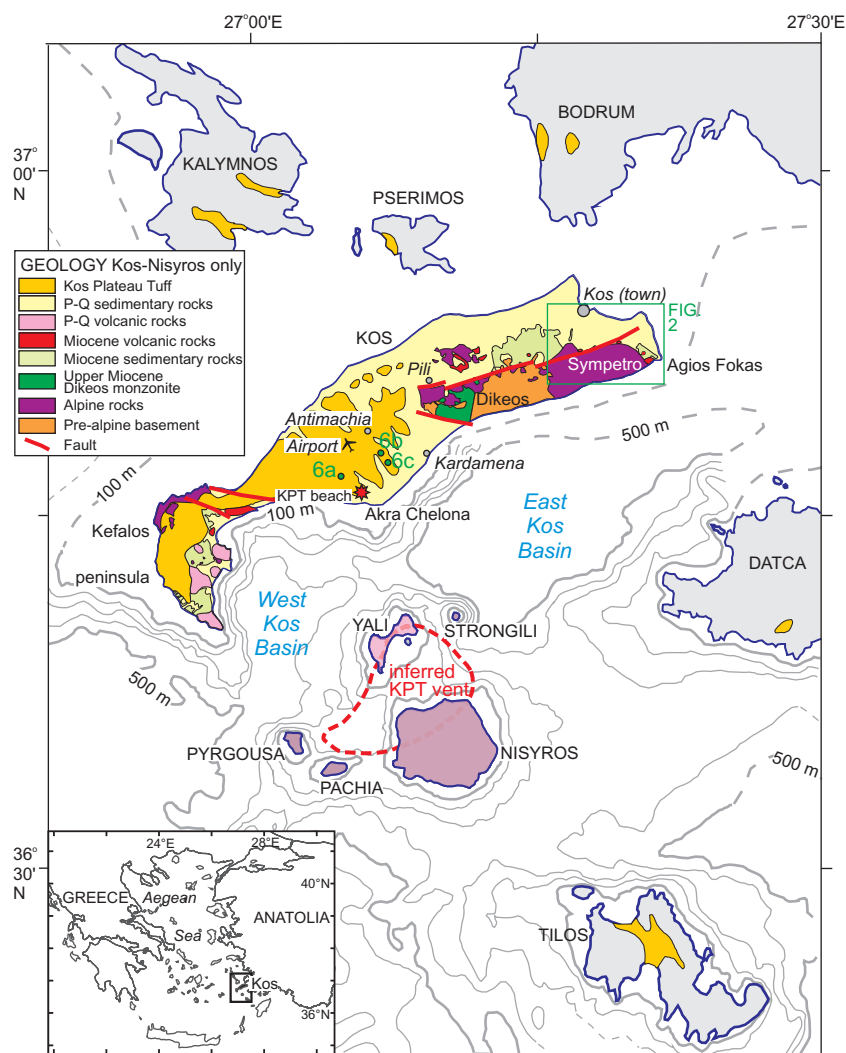 27°00'E
27°30'E
BODRUM
37°
00'
N
KALYMNOS
PSERIMOS
GEOLOGY Kos-Nisyros only
Kos Plateau Tuff
P-Q sedimentary rocks
P-Q volcanic rocks
Miocene volcanic rocks
Miocene sedimentary rocks
Upper Miocene
Dikeos monzonite
Alpine rocks
Pre-alpine basement
Fault
Kos (town)
FIG.
2
KOS
Sympetro
Agios Fokas
Pili
Dikeos
Antimachia
Airport
6b
6c
6a
Kardamena
500 m
100 m
KPT beach
100 m
Akra Chelona
Kefalos
peninsula
East
Kos
Basin
DATCA
West
Kos
Basin
YALI
STRONGILI
inferred
KPT vent
500 m
PYRGOUSA
NISYROS
PACHIA
500 m
36°
30'
N
24°E
28°E
40°N
GREECE
Aegean
ANATOLIA
Sea
Kos
36°N
TILOS